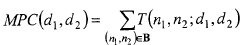 MPC(d₁,d₂)= ∑ T(n₁,n₂;d₁,d₂)
(n₁,n₂)∈B